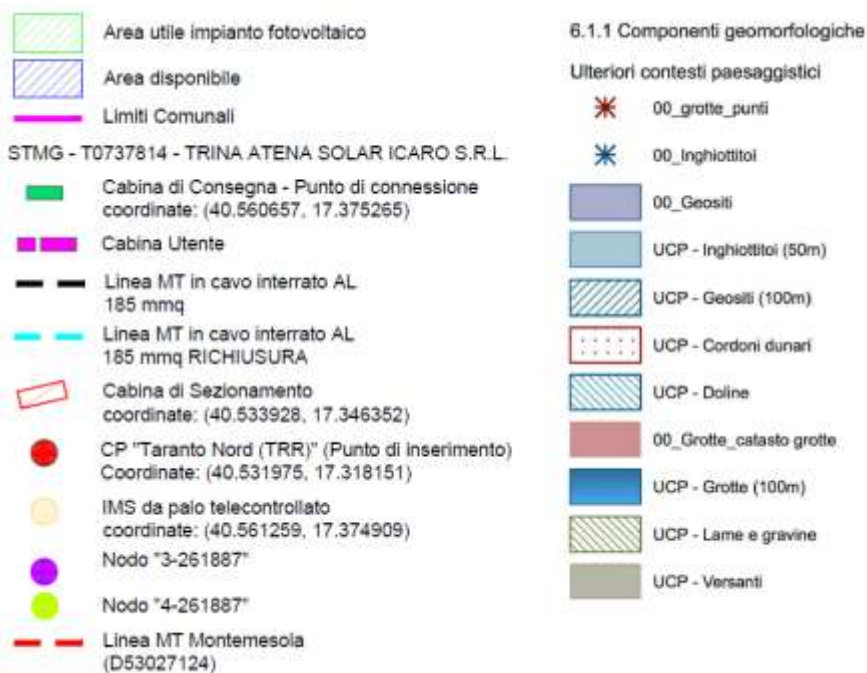 Area utile impianto fotovoltaico
Area disponibile
Limiti Comunali
STMG - T0737814 - TRINA ATENA SOLAR ICARO S.R.L.
Cabina di Consegna - Punto di connessione
coordinate: (40.560657, 17.375265)
Cabina Utente
Linea MT in cavo interrato AL
185 mmq
Linea MT in cavo interrato AL
185 mmq RICHIUSURA
Cabina di Sezionamento
coordinate: (40.533928, 17.346352)
CP "Taranto Nord (TRR)" (Punto di inserimento)
Coordinate: (40.531975, 17.318151)
IMS da palo telecontrollato
coordinate: (40.561259, 17.374909)
Nodo "3-261887"
Nodo "4-261887"
Linea MT Montemesola
(D53027124)
6.1.1 Componenti geomorfologiche
Ulteriori contesti paesaggistici
00_grotte_punti
00_Inghiottitoi
00_Geositi
UCP - Inghiottitoi (50m)
UCP - Geositi (100m)
UCP - Cordoni dunari
UCP - Doline
00_Grotte_catasto grotte
UCP - Grotte (100m)
UCP - Lame e gravine
UCP - Versanti